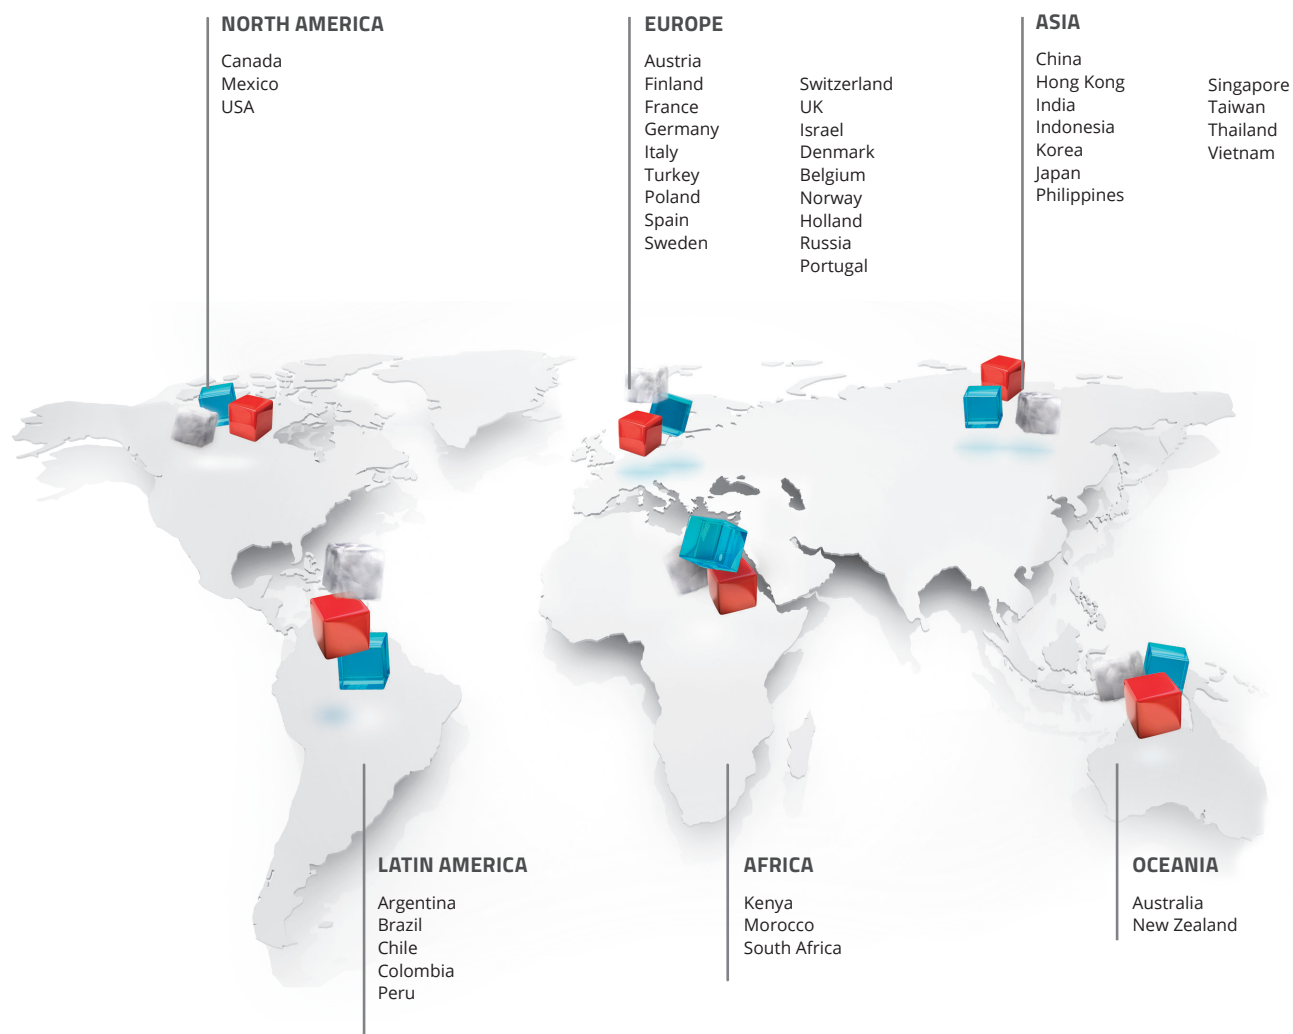 NORTH AMERICA
Canada
Mexico
USA
EUROPE
Austria
Finland
France
Germany
Italy
Turkey
Poland
Spain
Sweden
Switzerland
UK
Israel
Denmark
Belgium
Norway
Holland
Russia
Portugal
ASIA
China
Hong Kong
India
Indonesia
Korea
Japan
Philippines
Singapore
Taiwan
Thailand
Vietnam
LATIN AMERICA
Argentina
Brazil
Chile
Colombia
Peru
AFRICA
Kenya
Morocco
South Africa
OCEANIA
Australia
New Zealand